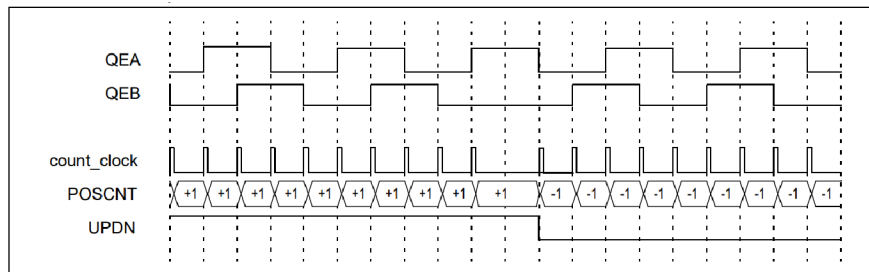 QEA
QEB
count_clock
POSCNT +1 +1 +1 +1 +1 +1 +1 +1 +1 +1 -1 -1 -1 -1 -1 -1 -1 -1 -1
UPDN